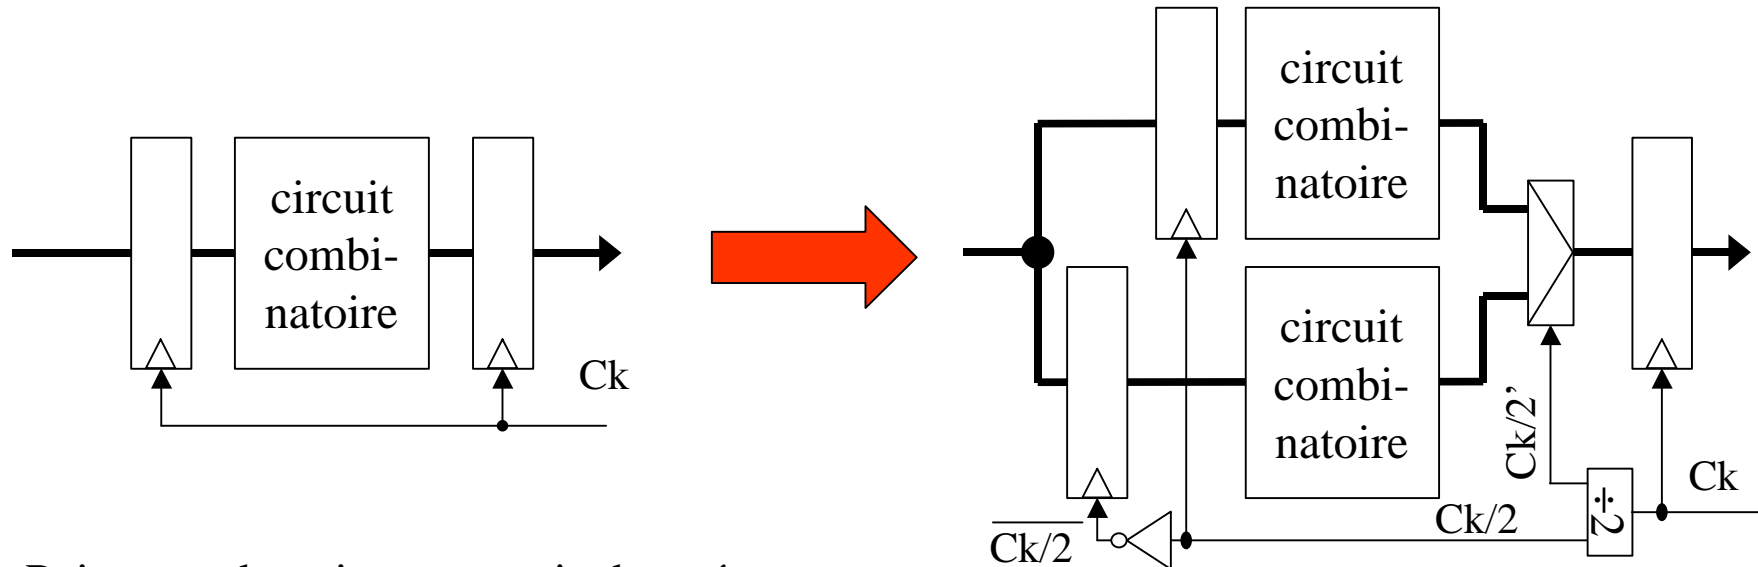 circuit
combi-
natoire
Ck
circuit
combi-
natoire
circuit
combi-
natoire
Ck/2'
÷2
Ck
Ck/2
Ck/2